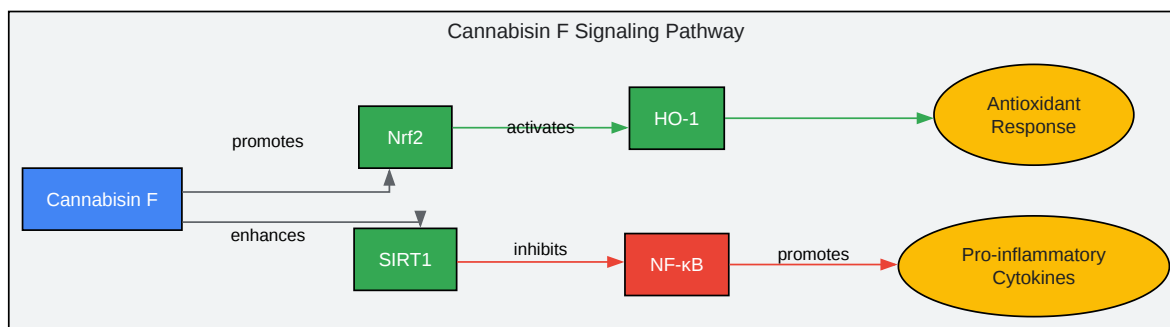 Cannabisin F Signaling Pathway
promotes
Nrf2
activates
HO-1
Antioxidant
Response
Cannabisin F
enhances
SIRT1
inhibits
NF-κB
promotes
Pro-inflammatory
Cytokines